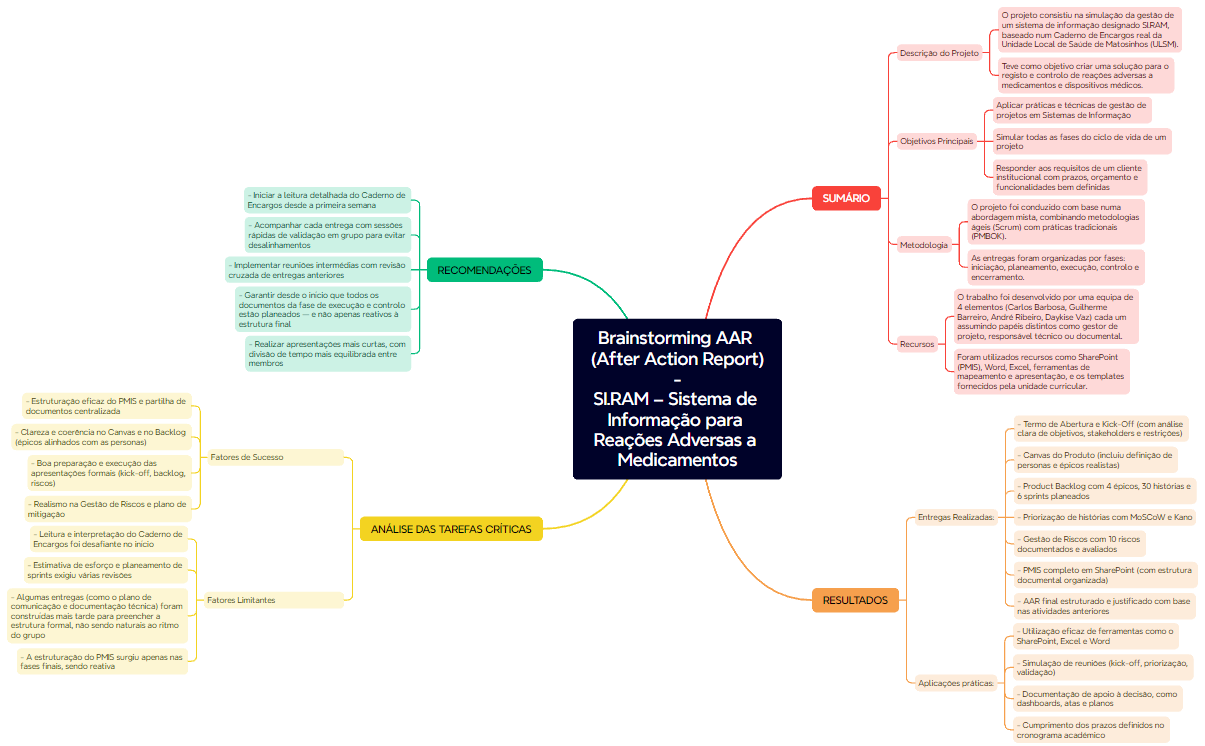 Brainstorming AAR
(After Action Report)
–
SI.RAM – Sistema de
Informação para
Reações Adversas a
Medicamentos
SUMÁRIO
Descrição do Projeto
O projeto consistiu na simulação da gestão de
um sistema de informação designado SI.RAM,
baseado num Caderno de Encargos real da
Unidade Local de Saúde de Matosinhos (ULSM).
Teve como objetivo criar uma solução para o
registo e controlo de reações adversas a
medicamentos e dispositivos médicos.
Objetivos Principais
Aplicar práticas e técnicas de gestão de
projetos em Sistemas de Informação
Simular todas as fases do ciclo de vida de um
projeto
Responder aos requisitos de um cliente
institucional com prazos, orçamento e
funcionalidades bem definidas
Metodologia
O projeto foi conduzido com base numa
abordagem mista, combinando metodologias
ágeis (Scrum) com práticas tradicionais
(PMBOK).
As entregas foram organizadas por fases:
iniciação, planeamento, execução, controlo e
encerramento.
Recursos
O trabalho foi desenvolvido por uma equipa de
4 elementos (Carlos Barbosa, Guilherme
Barreiro, André Ribeiro, Daykise Vaz) cada um
assumindo papéis distintos como gestor de
projeto, responsável técnico ou documental.
Foram utilizados recursos como SharePoint
(PMIS), Word, Excel, ferramentas de
mapeamento e apresentação, e os templates
fornecidos pela unidade curricular.
RESULTADOS
Entregas Realizadas:
- Termo de Abertura e Kick-Off (com análise
clara de objetivos, stakeholders e restrições)
- Canvas do Produto (incluiu definição de
personas e épicos realistas)
- Product Backlog com 4 épicos, 30 histórias e
6 sprints planeados
- Priorização de histórias com MoSCoW e Kano
- Gestão de Riscos com 10 riscos
documentados e avaliados
- PMIS completo em SharePoint (com estrutura
documental organizada)
- AAR final estruturado e justificado com base
nas atividades anteriores
Aplicações práticas:
- Utilização eficaz de ferramentas como o
SharePoint, Excel e Word
- Simulação de reuniões (kick-off, priorização,
validação)
- Documentação de apoio à decisão, como
dashboards, atas e planos
- Cumprimento dos prazos definidos no
cronograma académico
ANÁLISE DAS TAREFAS CRÍTICAS
Fatores de Sucesso
- Estruturação eficaz do PMIS e partilha de
documentos centralizada
- Clareza e coerência no Canvas e no Backlog
(épicos alinhados com as personas)
- Boa preparação e execução das
apresentações formais (kick-off, backlog,
riscos)
- Realismo na Gestão de Riscos e plano de
mitigação
Fatores Limitantes
- Leitura e interpretação do Caderno de
Encargos foi desafiante no início
- Estimativa de esforço e planeamento de
sprints exigiu várias revisões
- Algumas entregas (como o plano de
comunicação e documentação técnica) foram
construídas mais tarde para preencher a
estrutura formal, não sendo naturais ao ritmo
do grupo
- A estruturação do PMIS surgiu apenas nas
fases finais, sendo reativa
RECOMENDAÇÕES
- Iniciar a leitura detalhada do Caderno de
Encargos desde a primeira semana
- Acompanhar cada entrega com sessões
rápidas de validação em grupo para evitar
desalinhamentos
- Implementar reuniões intermédias com revisão
cruzada de entregas anteriores
- Garantir desde o início que todos os
documentos da fase de execução e controlo
estão planeados — e não apenas reativos à
estrutura final
- Realizar apresentações mais curtas, com
divisão de tempo mais equilibrada entre
membros